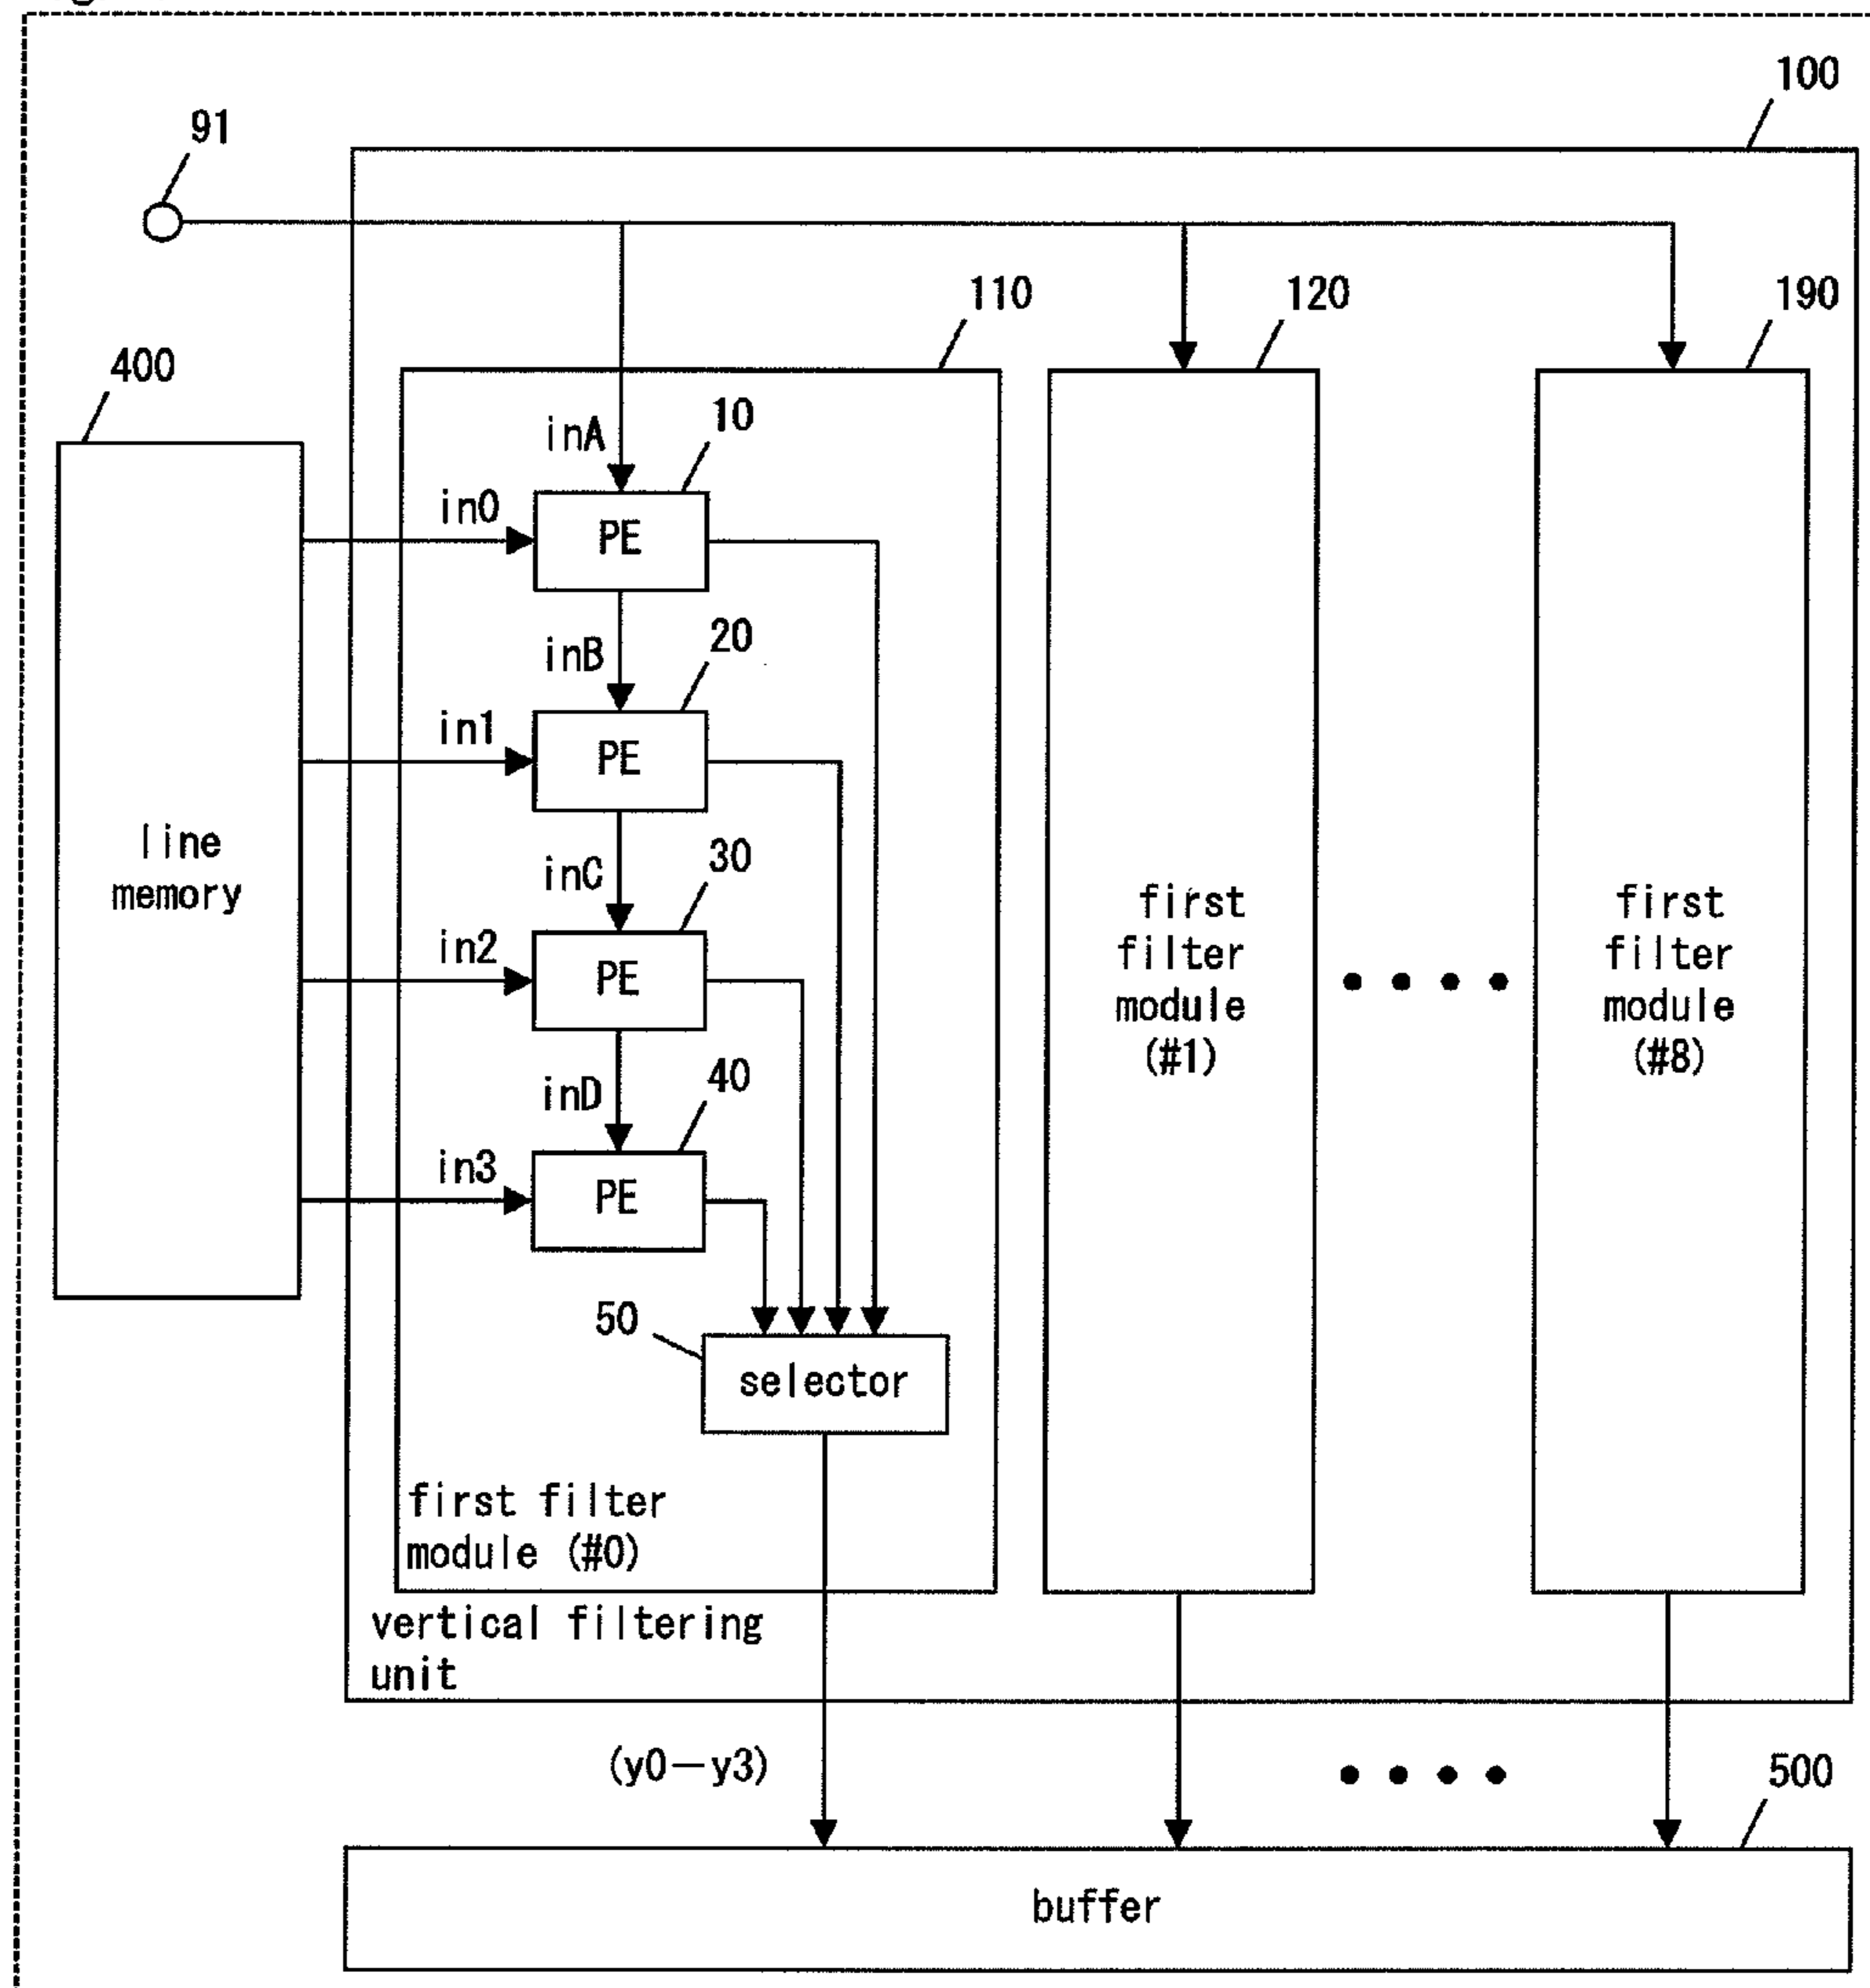 100
91
110
120
190
400
inA
10
in0
PE
inB
20
in1
PE
line
memory
inC
30
in2
PE
first
filter
module
(#1)
first
filter
module
(#8)
inD
40
in3
PE
50
selector
first filter
module (#0)
vertical filtering
unit
(y0—y3)
500
buffer